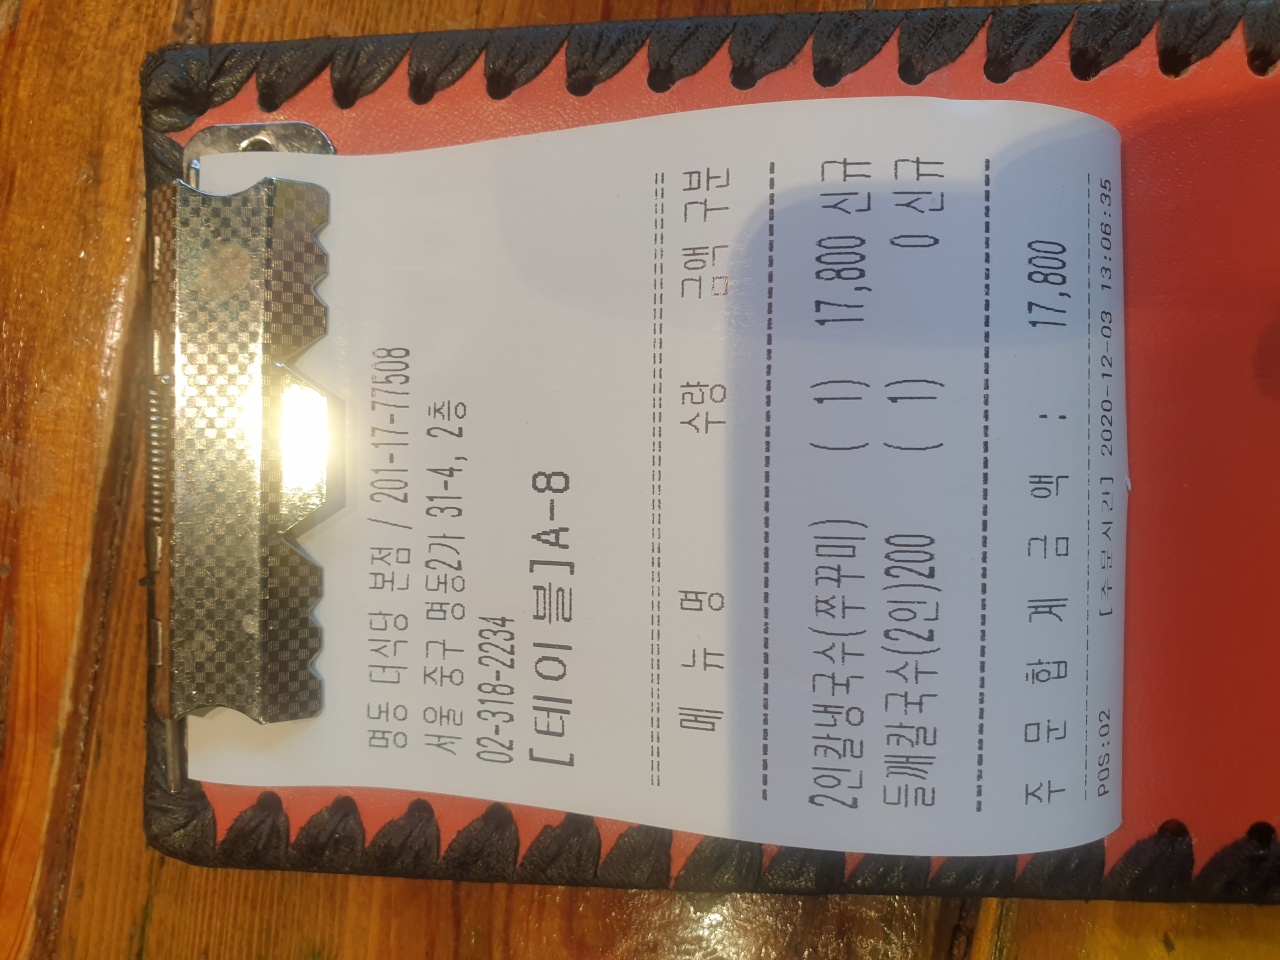 명동 더식당 본점 / 201-17-77508
서울 중구 명동2가 31-4, 2층
02-318-2234
[테이블]A-8
메 뉴 명 수량 금액 구분
2인칼냉국수(쭈꾸미) ( 1) 17,800 신규
들깨칼국수(2인)200 ( 1) 0 신규
주 문 합 계 금 액 : 17,800
POS:02 [주문시간] 2020-12-03 13:06:35